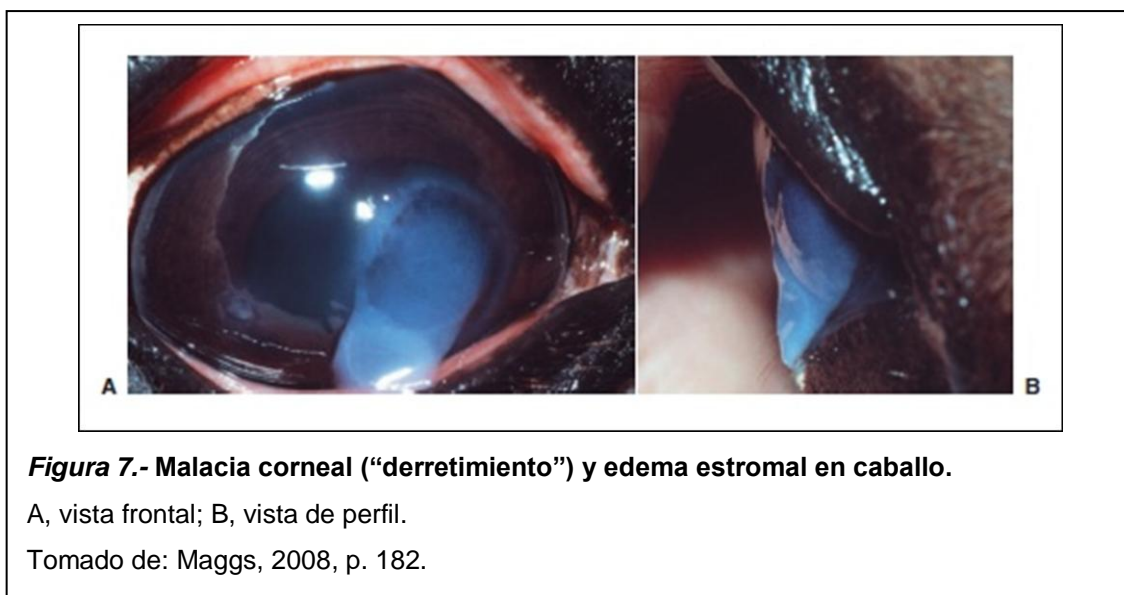 A
B
Figura 7.- Malacia corneal (“derretimiento”) y edema estromal en caballo.
A, vista frontal; B, vista de perfil.
Tomado de: Maggs, 2008, p. 182.